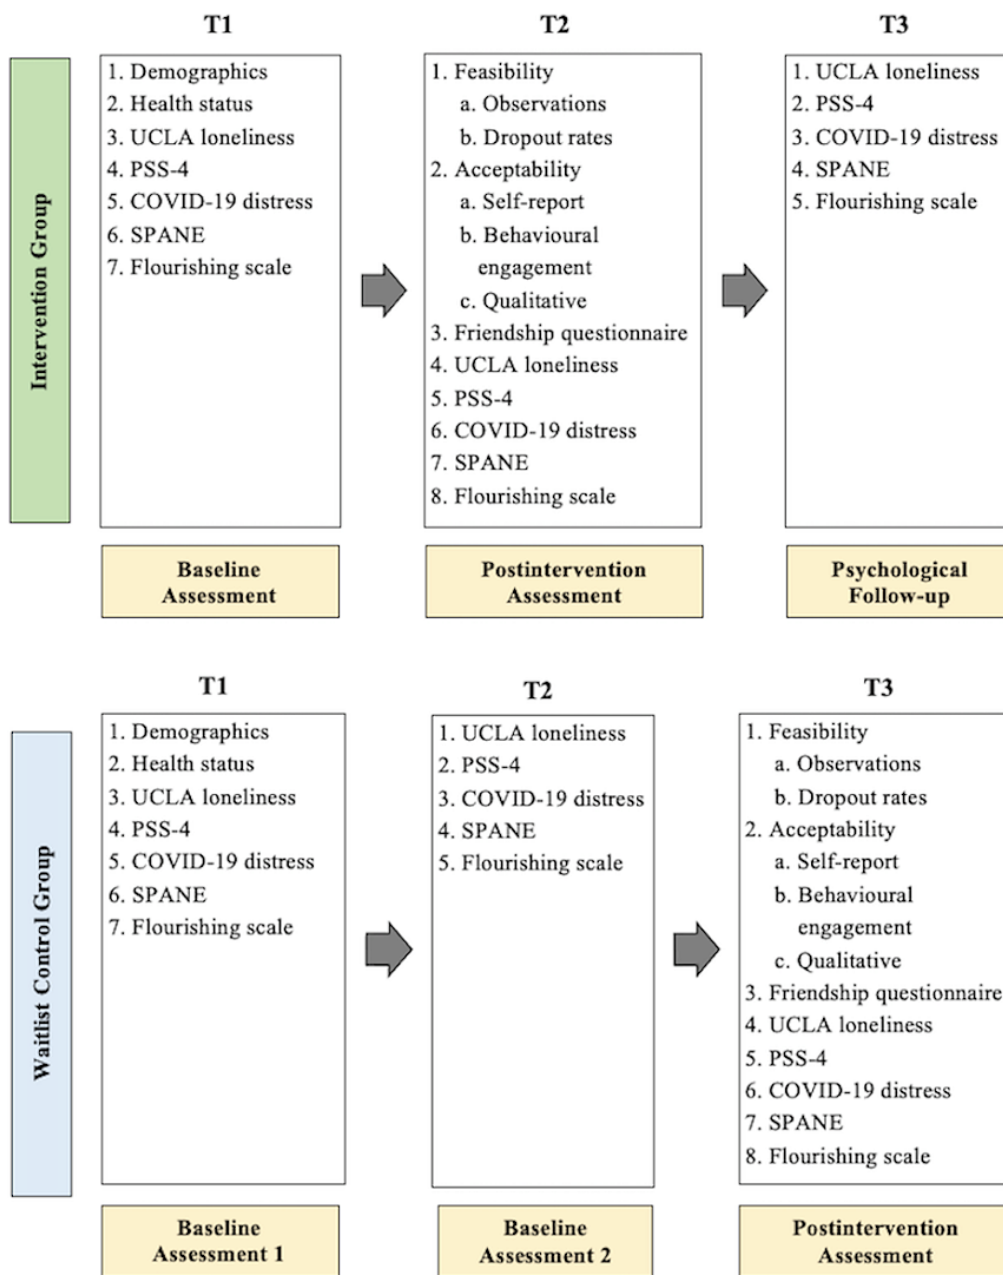 T1
T2
T3
Intervention Group
1. Demographics
2. Health status
3. UCLA loneliness
4. PSS-4
5. COVID-19 distress
6. SPANE
7. Flourishing scale
1. Feasibility
a. Observations
b. Dropout rates
2. Acceptability
a. Self-report
b. Behavioural
engagement
c. Qualitative
3. Friendship questionnaire
4. UCLA loneliness
5. PSS-4
6. COVID-19 distress
7. SPANE
8. Flourishing scale
1. UCLA loneliness
2. PSS-4
3. COVID-19 distress
4. SPANE
5. Flourishing scale
Baseline
Assessment
Postintervention
Assessment
Psychological
Follow-up
T1
T2
T3
Waitlist Control Group
1. Demographics
2. Health status
3. UCLA loneliness
4. PSS-4
5. COVID-19 distress
6. SPANE
7. Flourishing scale
1. UCLA loneliness
2. PSS-4
3. COVID-19 distress
4. SPANE
5. Flourishing scale
1. Feasibility
a. Observations
b. Dropout rates
2. Acceptability
a. Self-report
b. Behavioural
engagement
c. Qualitative
3. Friendship questionnaire
4. UCLA loneliness
5. PSS-4
6. COVID-19 distress
7. SPANE
8. Flourishing scale
Baseline
Assessment 1
Baseline
Assessment 2
Postintervention
Assessment